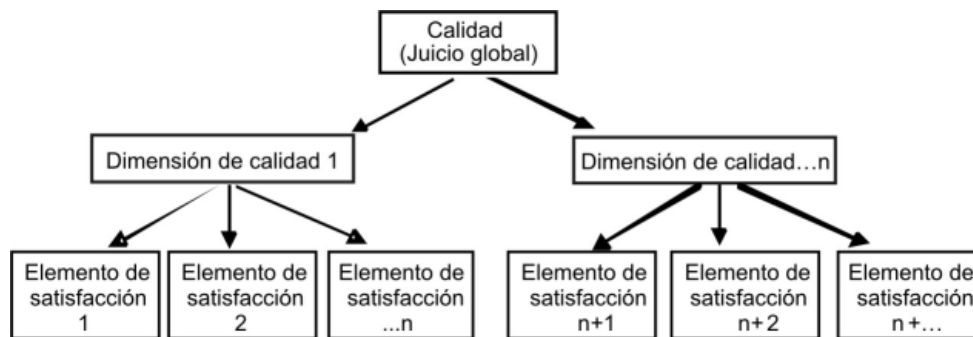 Calidad
(Juicio global)
Dimensión de calidad 1
Dimensión de calidad...n
Elemento de
satisfacción
1
Elemento de
satisfacción
2
Elemento de
satisfacción
...n
Elemento de
satisfacción
n+1
Elemento de
satisfacción
n+2
Elemento de
satisfacción
n+...